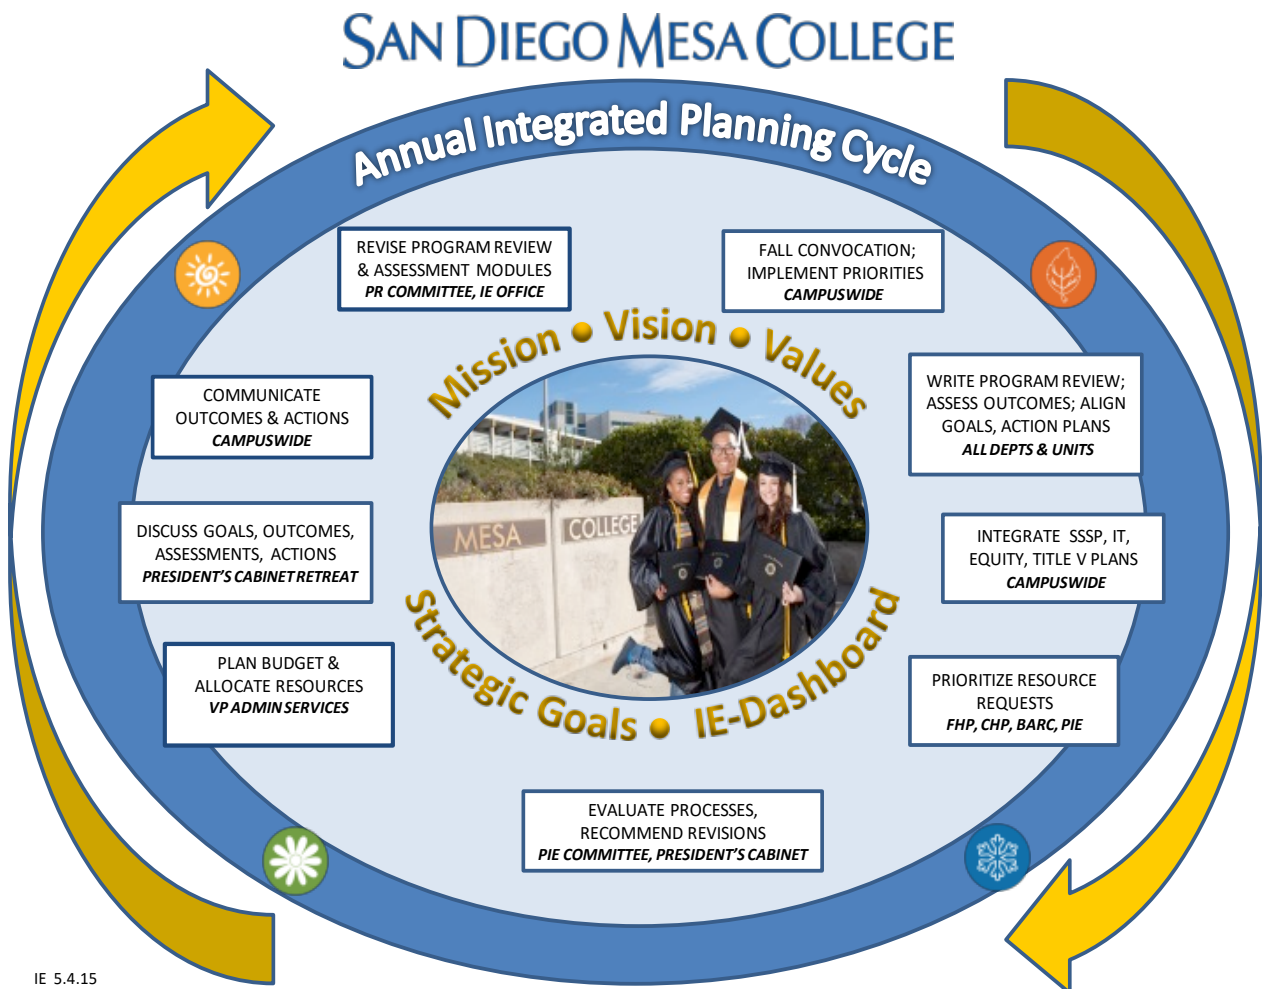 SAN DIEGO MESA COLLEGE
Annual Integrated Planning Cycle
REVISE PROGRAM REVIEW
& ASSESSMENT MODULES
PR COMMITTEE, IE OFFICE
FALL CONVOCATION;
IMPLEMENT PRIORITIES
CAMPUSWIDE
Mission ● Vision ● Values
COMMUNICATE
OUTCOMES & ACTIONS
CAMPUSWIDE
WRITE PROGRAM REVIEW;
ASSESS OUTCOMES; ALIGN
GOALS, ACTION PLANS
ALL DEPTS & UNITS
MESA COLLEGE
DISCUSS GOALS, OUTCOMES,
ASSESSMENTS, ACTIONS
PRESIDENT'S CABINET RETREAT
INTEGRATE SSSP, IT,
EQUITY, TITLE V PLANS
CAMPUSWIDE
Strategic Goals ● IE-Dashboard
PLAN BUDGET &
ALLOCATE RESOURCES
VP ADMIN SERVICES
PRIORITIZE RESOURCE
REQUESTS
FHP, CHP, BARC, PIE
EVALUATE PROCESSES,
RECOMMEND REVISIONS
PIE COMMITTEE, PRESIDENT'S CABINET
IE 5.4.15